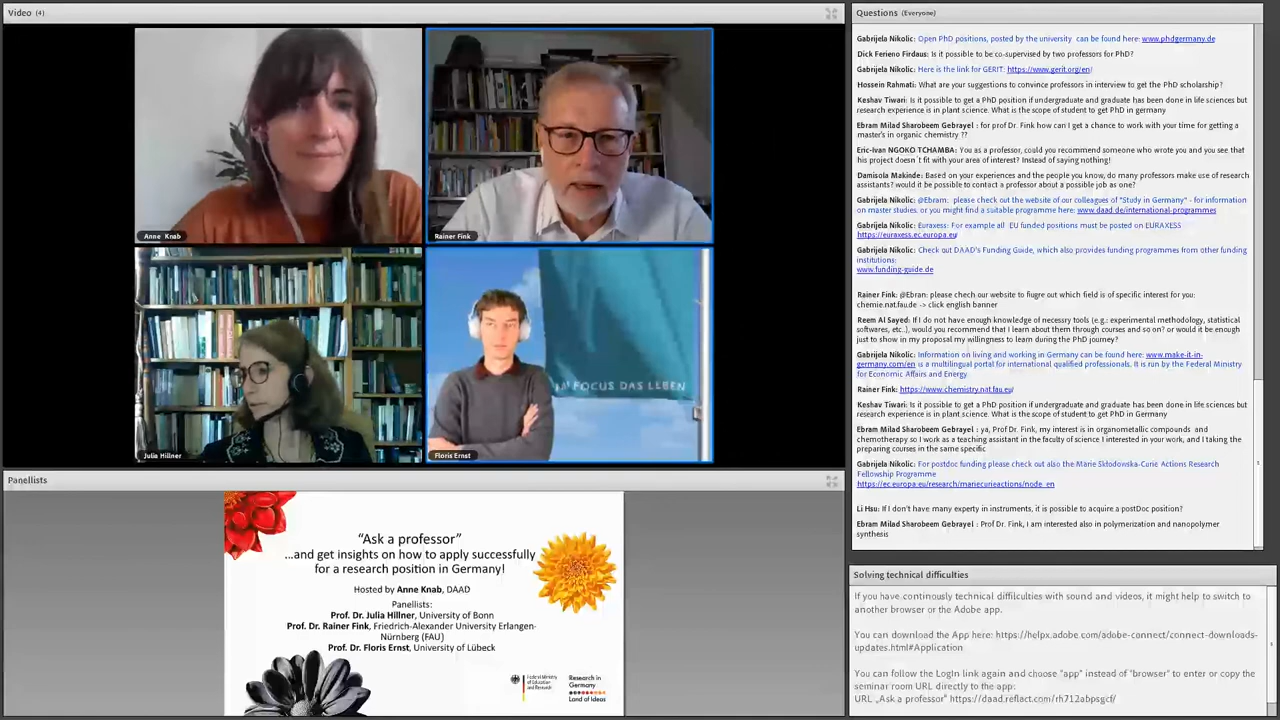 Video (4)
Anne Knab
Rainer Fink
Julia Hillner
IM FOCUS DAS LEBEN
Floris Ernst
Panellists
“Ask a professor”
...and get insights on how to apply successfully
for a research position in Germany!
Hosted by Anne Knab, DAAD
Panellists:
Prof. Dr. Julia Hillner, University of Bonn
Prof. Dr. Rainer Fink, Friedrich-Alexander University Erlangen-
Nürnberg (FAU)
Prof. Dr. Floris Ernst, University of Lübeck
Federal Ministry
of Education
and Research
Research in
Germany
Land of Ideas
Questions (Everyone)
Gabrijela Nikolic: Open PhD positions, posted by the university can be found here: www.phdgermany.de
Dick Ferieno Firdaus: Is it possible to be co-supervised by two professors for PhD?
Gabrijela Nikolic: Here is the link for GERIT: https://www.gerit.org/en!
Hossein Rahmati: What are your suggestions to convince professors in interview to get the PhD scholarship?
Keshav Tiwari: Is it possible to get a PhD position if undergraduate and graduate has been done in life sciences but
research experience is in plant science. What is the scope of student to get PhD in germany
Ebram Milad Sharobeem Gebrayel : for prof Dr. Fink how can I get a chance to work with your time for getting a
master's in organic chemistry ??
Eric-Ivan NGOKO TCHAMBA: You as a professor, could you recommend someone who wrote you and you see that
his project doesn´t fit with your area of interest? Instead of saying nothing!
Damisola Makinde: Based on your experiences and the people you know, do many professors make use of research
assistants? would it be possible to contact a professor about a possible job as one?
Gabrijela Nikolic: @Ebram: please check out the website of our colleagues of "Study in Germany" - for information
on master studies. or you might find a suitable programme here: www.daad.de/international-programmes
Gabrijela Nikolic: Euraxess: For example all EU funded positions must be posted on EURAXESS
https://euraxess.ec.europa.eu/
Gabrijela Nikolic: Check out DAAD's Funding Guide, which also provides funding programmes from other funding
institutions:
www.funding-guide.de
Rainer Fink: @Ebran: please chech our website to fiugre out which field is of specific interest for you:
chemie.nat.fau.de -> click english banner
Reem Al Sayed: If I do not have enough knowledge of necessry tools (e.g.: experimental methodology, statistical
softwares, etc..), would you recommend that I learn about them through courses and so on? or would it be enough
just to show in my proposal my willingness to learn during the PhD journey?
Gabrijela Nikolic: Information on living and working in Germany can be found here: www.make-it-in-
germany.com/en is a multilingual portal for international qualified professionals. It is run by the Federal Ministry
for Economic Affairs and Energy.
Rainer Fink: https://www.chemistry.nat.fau.eu/
Keshav Tiwari: Is it possible to get a PhD position if undergraduate and graduate has been done in life sciences but
research experience is in plant science. What is the scope of student to get PhD in Germany
Ebram Milad Sharobeem Gebrayel : ya, Prof Dr. Fink, my interest is in organometallic compounds and
chemotherapy so I work as a teaching assistant in the faculty of science I interested in your work, and I taking the
preparing courses in the same specific
Gabrijela Nikolic: For postdoc funding please check out also the Marie Skłodowska-Curie Actions Research
Fellowship Programme
https://ec.europa.eu/research/mariecurieactions/node_en
Li Hsu: If I don't have many experty in instruments, it is possible to acquire a postDoc position?
Ebram Milad Sharobeem Gebrayel : Prof Dr. Fink, I am interested also in polymerization and nanopolymer
synthesis
Solving technical difficulties
If you have continously technical diffilculties with sound and videos, it might help to switch to
another browser or the Adobe app.
You can download the App here: https://helpx.adobe.com/adobe-connect/connect-downloads-
updates.html#Application
You can follow the LogIn link again and choose "app" instead of "browser" to enter or copy the
seminar room URL directly to the app:
URL „Ask a professor" https://daad.reflact.com/rh712abpsgcf/